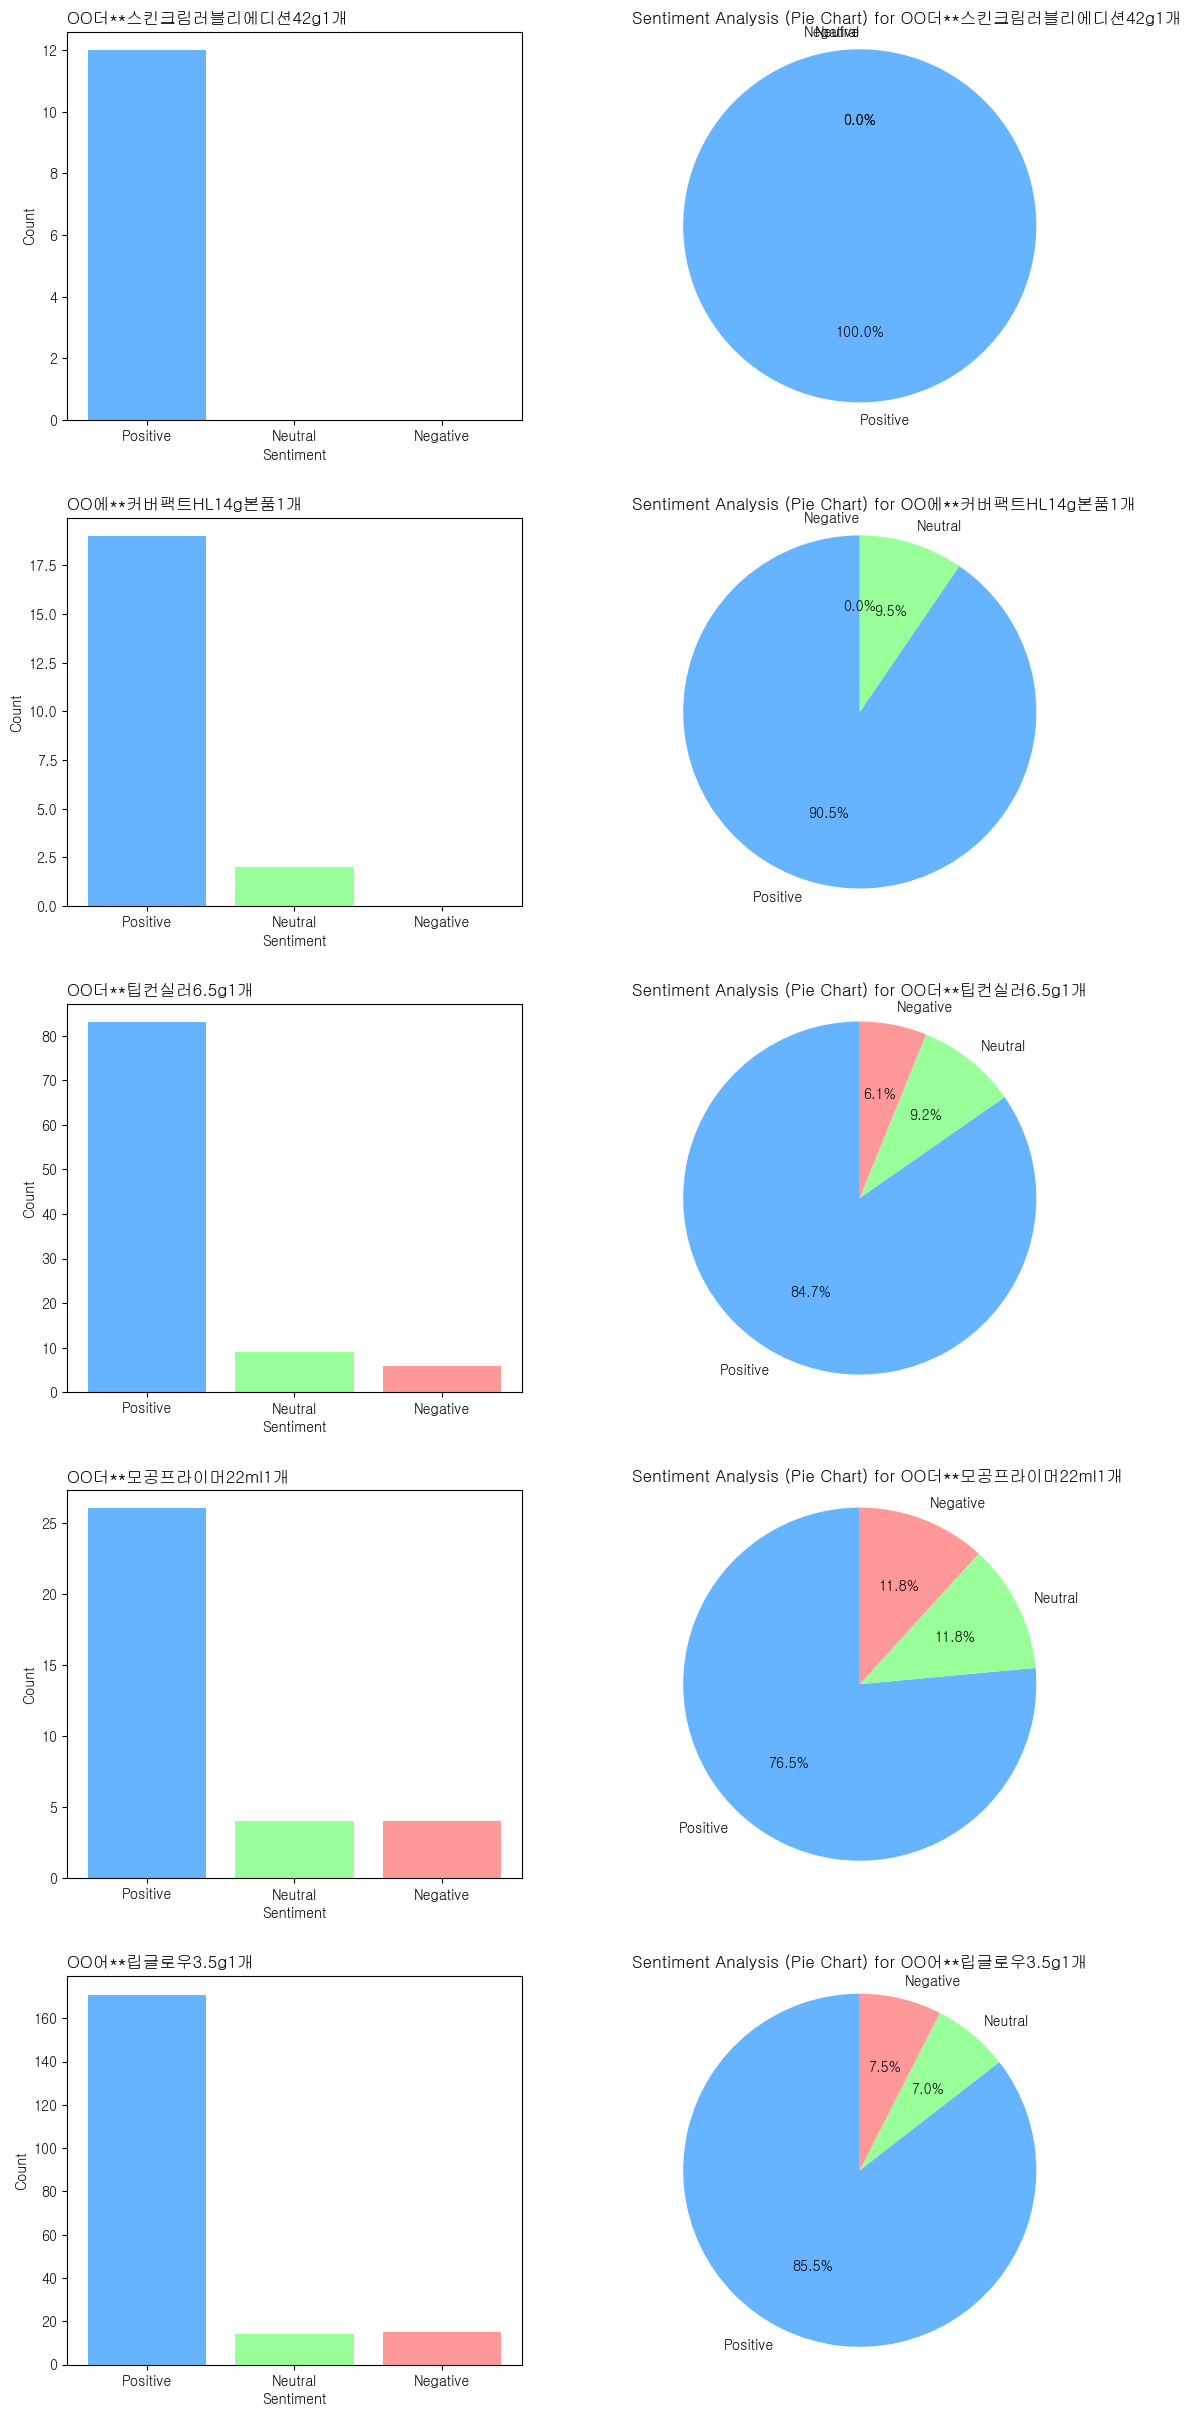 OO더**스킨크림러블리에디션42g1개
12
10
8
6
4
2
0
Count
Positive
Neutral
Negative
Sentiment
Sentiment Analysis (Pie Chart) for OO더**스킨크림러블리에디션42g1개
Negative
Neutral
0.0%
0.0%
100.0%
Positive
OO에**커버팩트HL14g본품1개
17.5
15.0
12.5
10.0
7.5
5.0
2.5
0.0
Count
Positive
Neutral
Negative
Sentiment
Sentiment Analysis (Pie Chart) for OO에**커버팩트HL14g본품1개
Negative
Neutral
0.0%
9.5%
90.5%
Positive
OO더**팁컨실러6.5g1개
80
70
60
50
40
30
20
10
0
Count
Positive
Neutral
Negative
Sentiment
Sentiment Analysis (Pie Chart) for OO더**팁컨실러6.5g1개
Negative
Neutral
6.1%
9.2%
84.7%
Positive
OO더**모공프라이머22ml1개
25
20
15
10
5
0
Count
Positive
Neutral
Negative
Sentiment
Sentiment Analysis (Pie Chart) for OO더**모공프라이머22ml1개
Negative
Neutral
11.8%
11.8%
76.5%
Positive
OO어**립글로우3.5g1개
160
140
120
100
80
60
40
20
0
Count
Positive
Neutral
Negative
Sentiment
Sentiment Analysis (Pie Chart) for OO어**립글로우3.5g1개
Negative
Neutral
7.5%
7.0%
85.5%
Positive